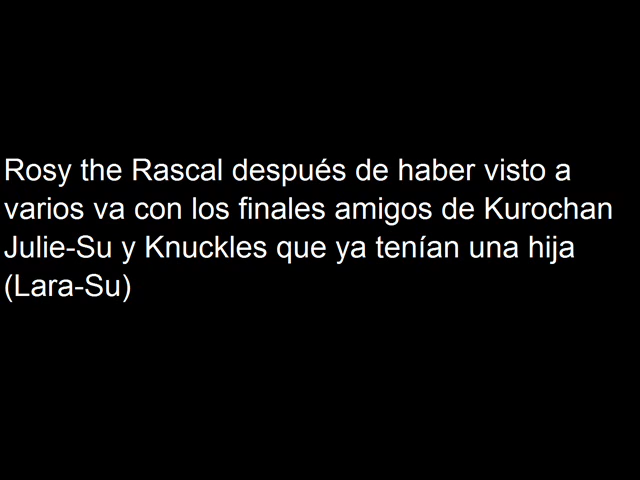 Rosy the Rascal después de haber visto a
varios va con los finales amigos de Kurochan
Julie-Su y Knuckles que ya tenían una hija
(Lara-Su)